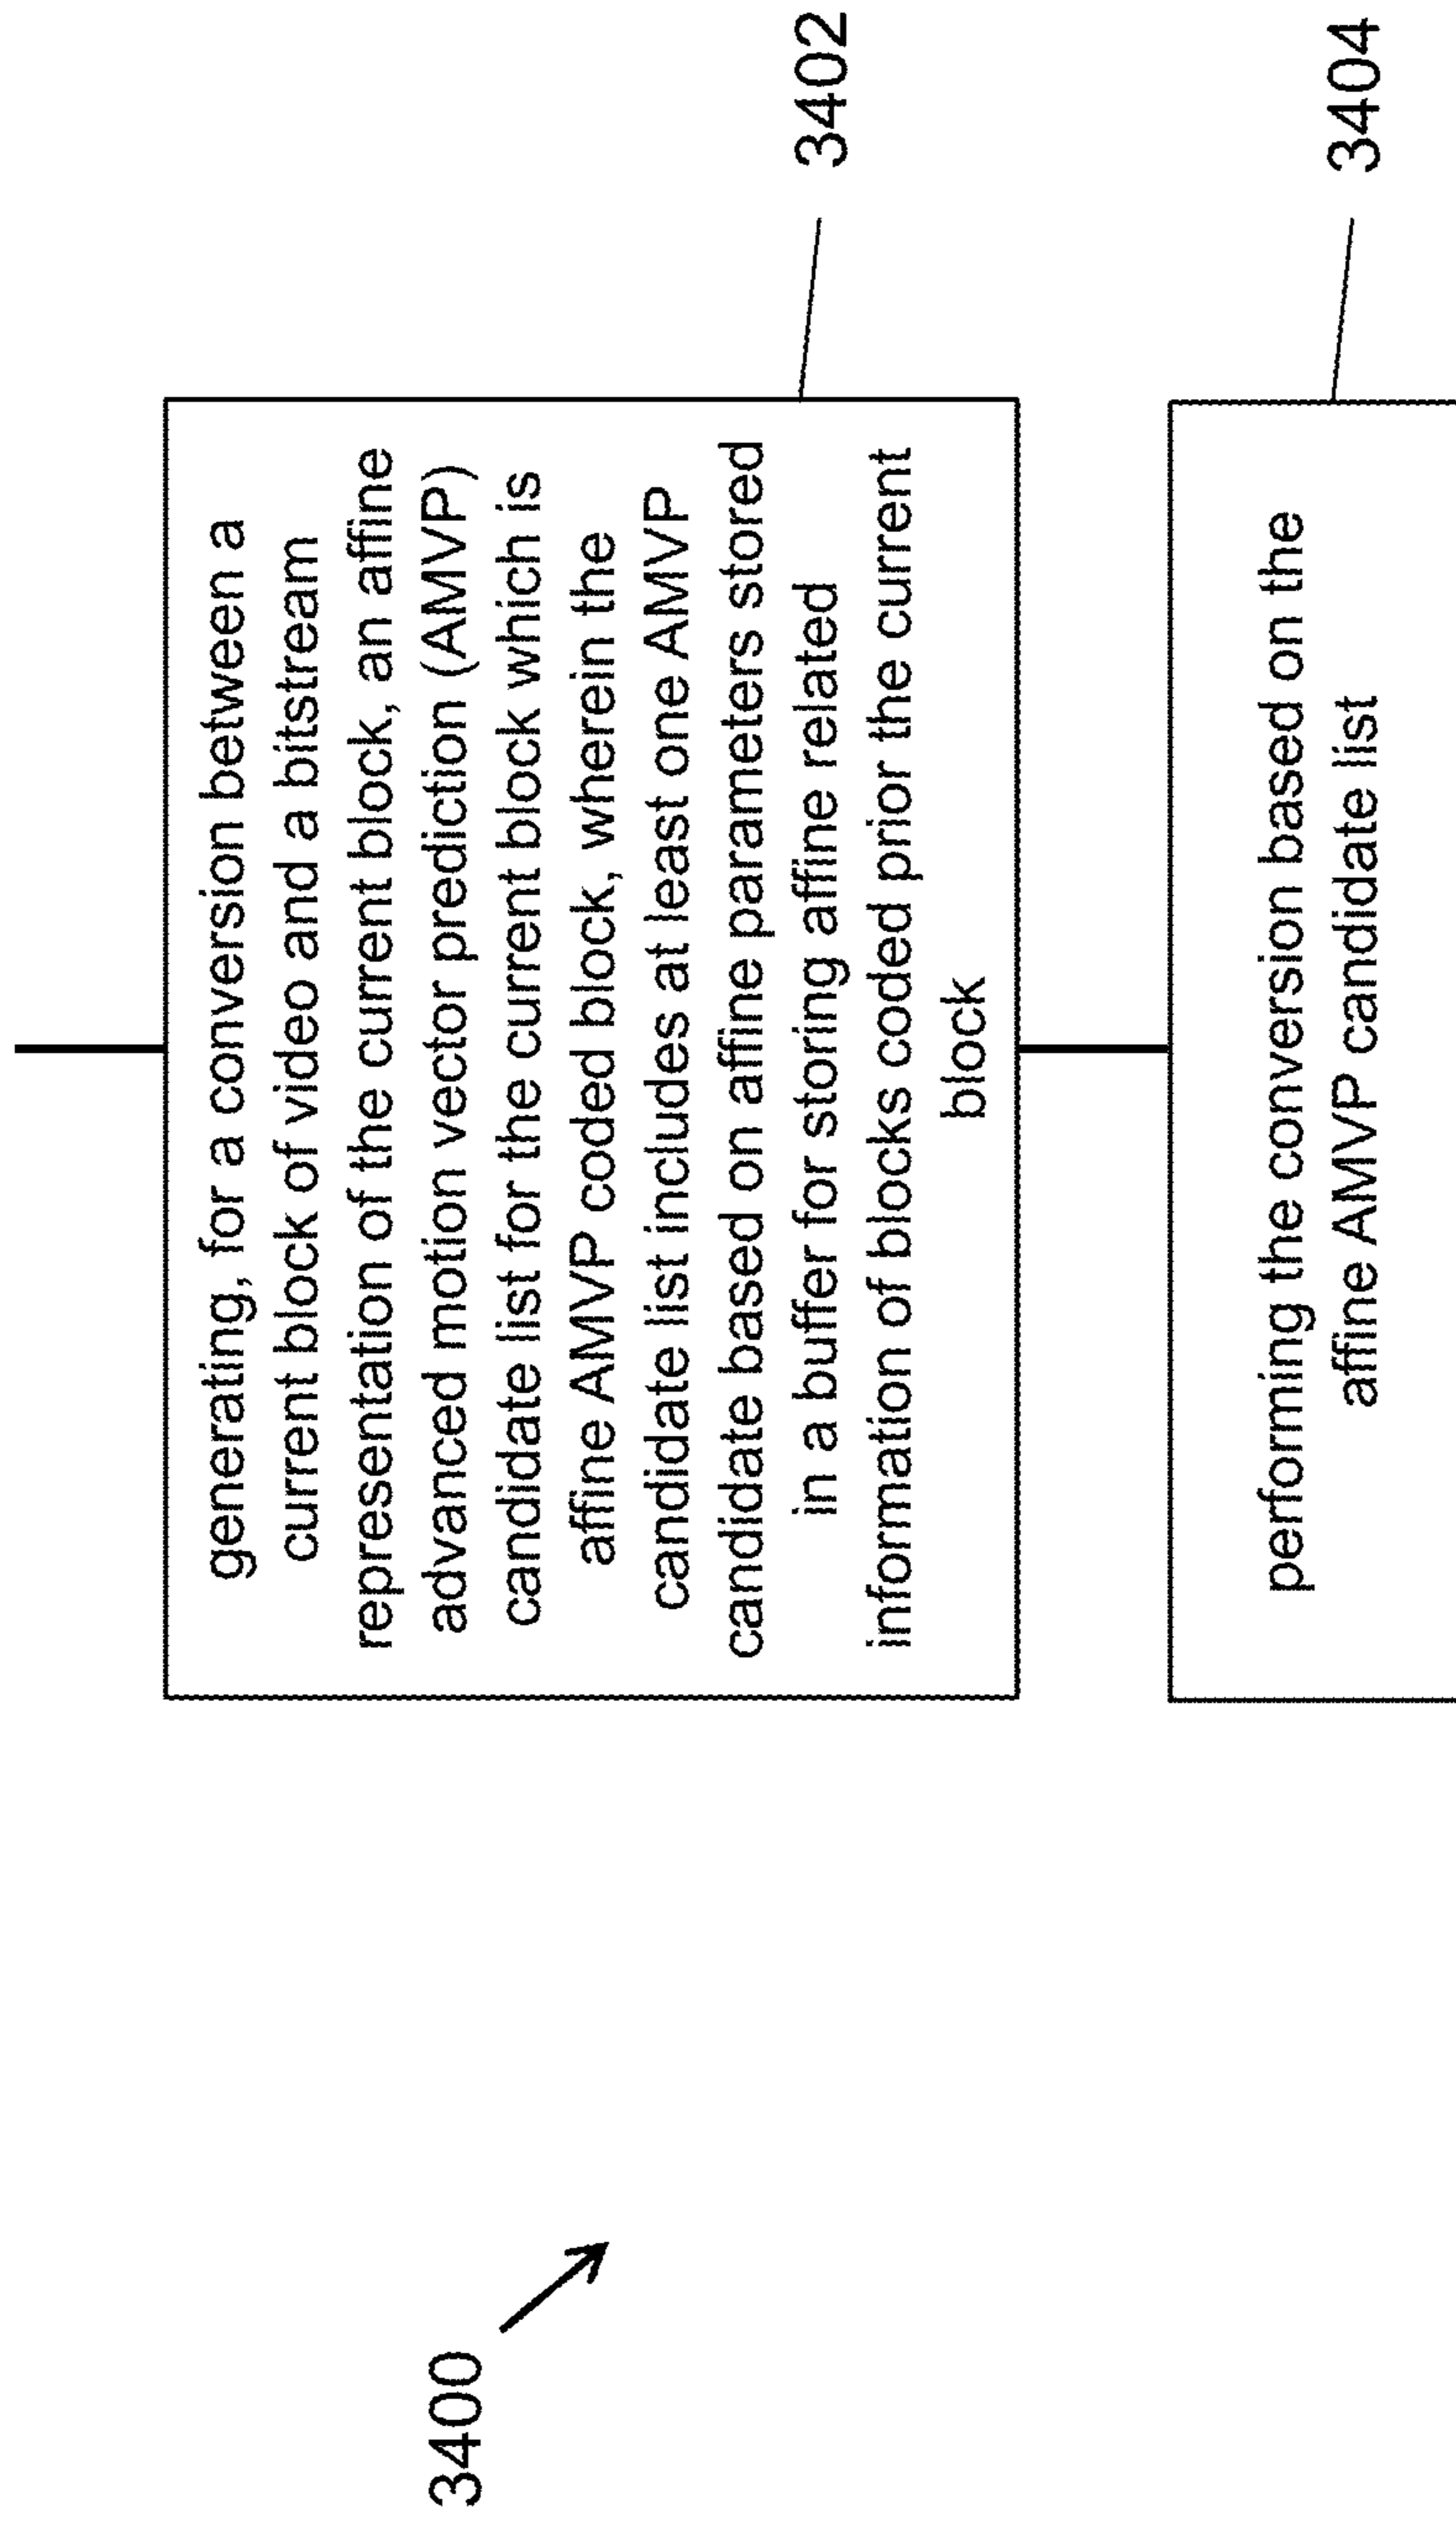 3400
generating, for a conversion between a
current block of video and a bitstream
representation of the current block, an affine
advanced motion vector prediction (AMVP)
candidate list for the current block which is
affine AMVP coded block, wherein the
candidate list includes at least one AMVP
candidate based on affine parameters stored
in a buffer for storing affine related
information of blocks coded prior the current
block
3402
performing the conversion based on the
affine AMVP candidate list
3404